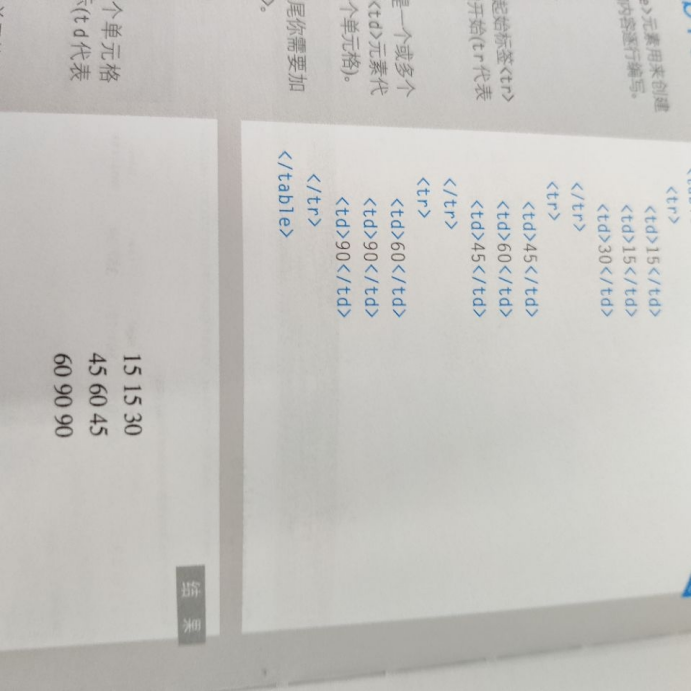 e>元素用来创建
内容逐行编写。
起始标签<tr>
开始(tr代表
是一个或多个
<td>元素代
个单元格)。
尾你需要加
>。
个单元格
(td代表
<tr>
<td>15</td>
<td>15</td>
<td>30</td>
</tr>
<tr>
<td>45</td>
<td>60</td>
<td>45</td>
</tr>
<tr>
<td>60</td>
<td>90</td>
<td>90</td>
</tr>
</table>
结 果
15 15 30
45 60 45
60 90 90